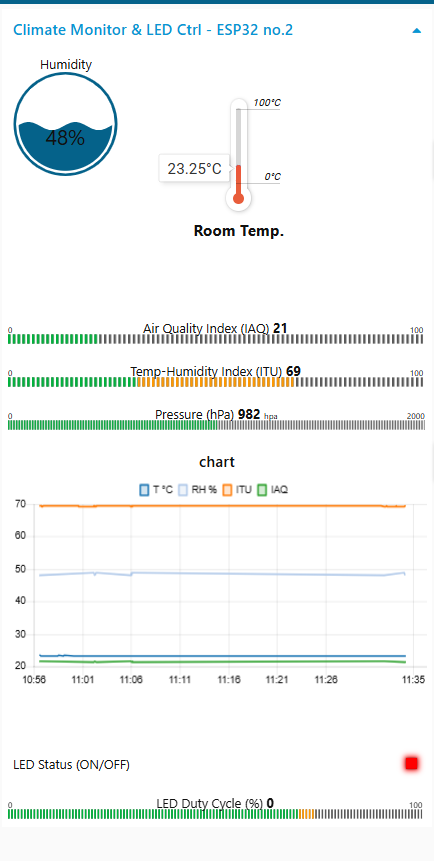 Climate Monitor & LED Ctrl - ESP32 no.2
Humidity
48%
100°C
23.25°C
0°C
Room Temp.
Air Quality Index (IAQ) 21
0 100
Temp-Humidity Index (ITU) 69
0 100
Pressure (hPa) 982 hpa
0 2000
chart
T °C RH % ITU IAQ
70
60
50
40
30
20
10:56 11:01 11:06 11:11 11:16 11:21 11:26 11:35
LED Status (ON/OFF)
LED Duty Cycle (%) 0
0 100